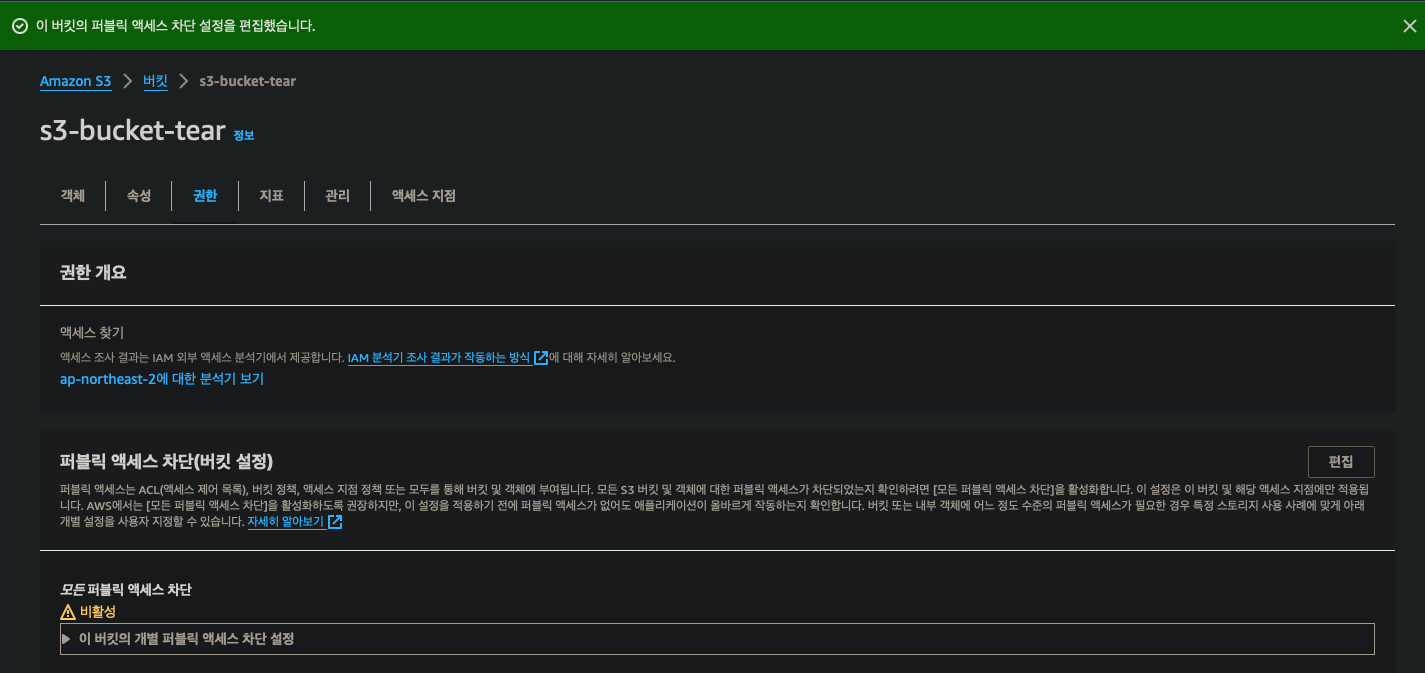 이 버킷의 퍼블릭 액세스 차단 설정을 편집했습니다.
Amazon S3 > 버킷 > s3-bucket-tear
s3-bucket-tear 정보
객체 속성 권한 지표 관리 액세스 지점
권한 개요
액세스 찾기
액세스 조사 결과는 IAM 외부 액세스 분석기에서 제공합니다. IAM 분석기 조사 결과가 작동하는 방식에 대해 자세히 알아보세요.
ap-northeast-2에 대한 분석기 보기
퍼블릭 액세스 차단(버킷 설정) 편집
퍼블릭 액세스는 ACL(액세스 제어 목록), 버킷 정책, 액세스 지점 정책 또는 모두를 통해 버킷 및 객체에 부여됩니다. 모든 S3 버킷 및 객체에 대한 퍼블릭 액세스가 차단되었는지 확인하려면 [모든 퍼블릭 액세스 차단]을 활성화합니다. 이 설정은 이 버킷 및 해당 액세스 지점에만 적용됩
니다. AWS에서는 [모든 퍼블릭 액세스 차단]을 활성화하도록 권장하지만, 이 설정을 적용하기 전에 퍼블릭 액세스가 없어도 애플리케이션이 올바르게 작동하는지 확인합니다. 버킷 또는 내부 객체에 어느 정도 수준의 퍼블릭 액세스가 필요한 경우 특정 스토리지 사용 사례에 맞게 아래
개별 설정을 사용자 지정할 수 있습니다. 자세히 알아보기
모든 퍼블릭 액세스 차단
비활성
이 버킷의 개별 퍼블릭 액세스 차단 설정